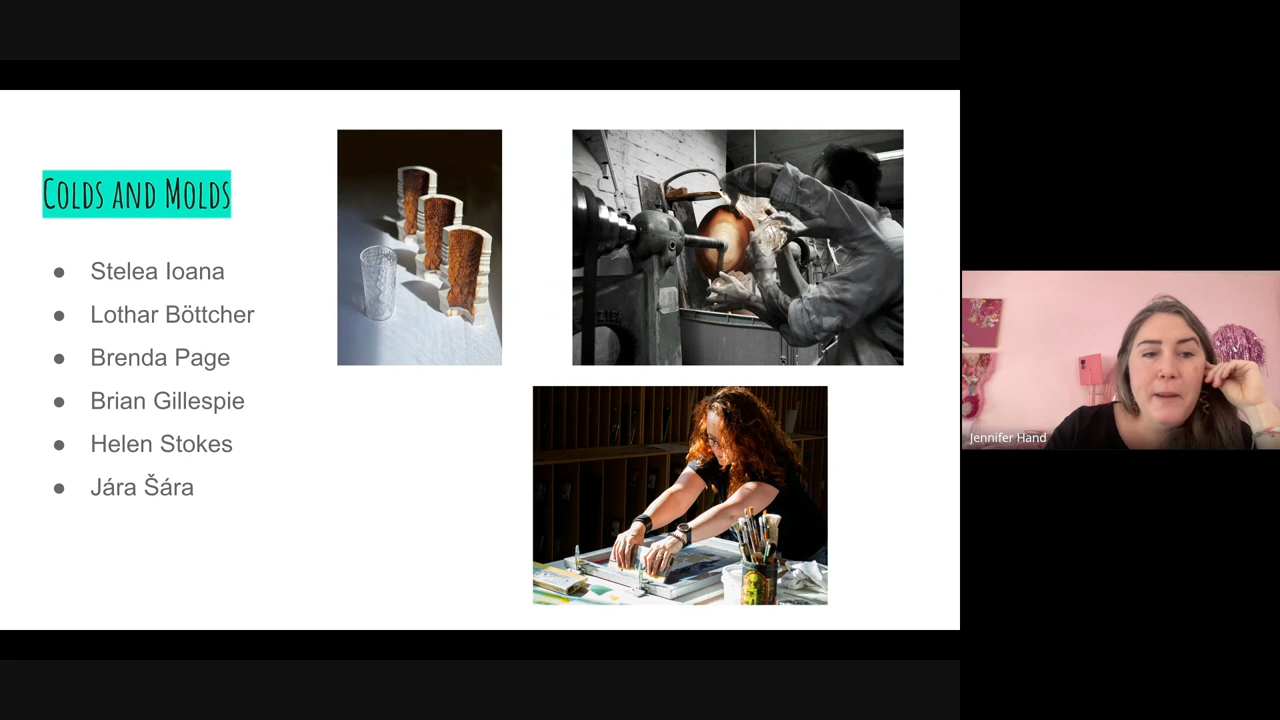 Colds and Molds
● Stelea Ioana
● Lothar Böttcher
● Brenda Page
● Brian Gillespie
● Helen Stokes
● Jára Šára
Jennifer Hand